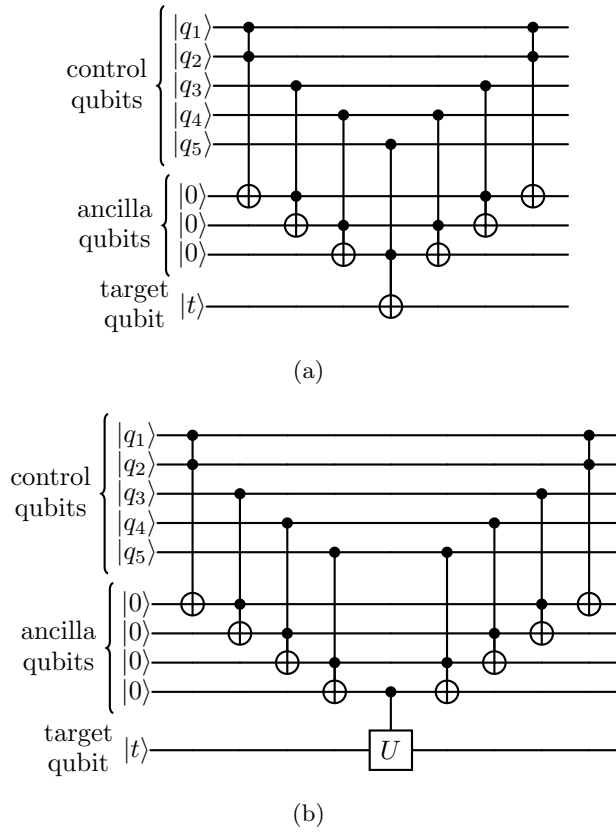 control
qubits
|q₁⟩
|q₂⟩
|q₃⟩
|q₄⟩
|q₅⟩
ancilla
qubits
|0⟩
|0⟩
|0⟩
target
qubit
|t⟩
(a)
control
qubits
|q₁⟩
|q₂⟩
|q₃⟩
|q₄⟩
|q₅⟩
ancilla
qubits
|0⟩
|0⟩
|0⟩
|0⟩
target
qubit
|t⟩
U
(b)